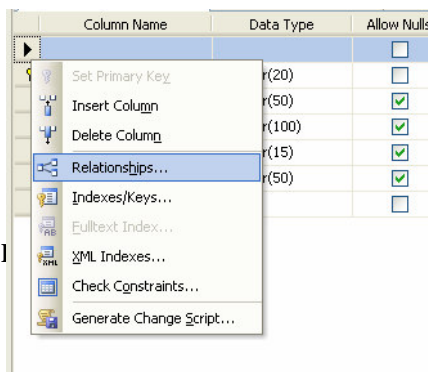 Column Name Data Type Allow Nulls
Set Primary Key r(20)
Insert Column r(50)
Delete Column r(100)
r(15)
Relationships... r(50)
Indexes/Keys...
Fulltext Index...
]
XML Indexes...
Check Constraints...
Generate Change Script...